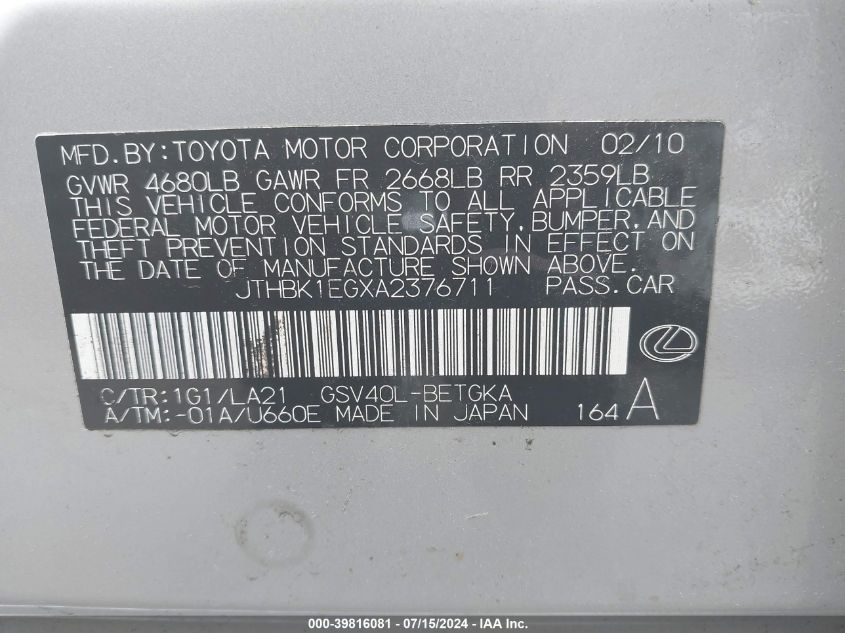 MFD.BY:TOYOTA MOTOR CORPORATION 02/10
GVWR 4680LB GAWR FR 2668LB RR 2359LB
THIS VEHICLE CONFORMS TO ALL APPLICABLE
FEDERAL MOTOR VEHICLE SAFETY,BUMPER,AND
THEFT PREVENTION STANDARDS IN EFFECT ON
THE DATE OF MANUFACTURE SHOWN ABOVE.
JTHBK1EGXA2376711 PASS.CAR
C/TR:1G1/LA21 GSV40L-BETGKA
A/TM:-01A/U660E MADE IN JAPAN 164 A
000-39816081 - 07/15/2024 - TSA Inc.